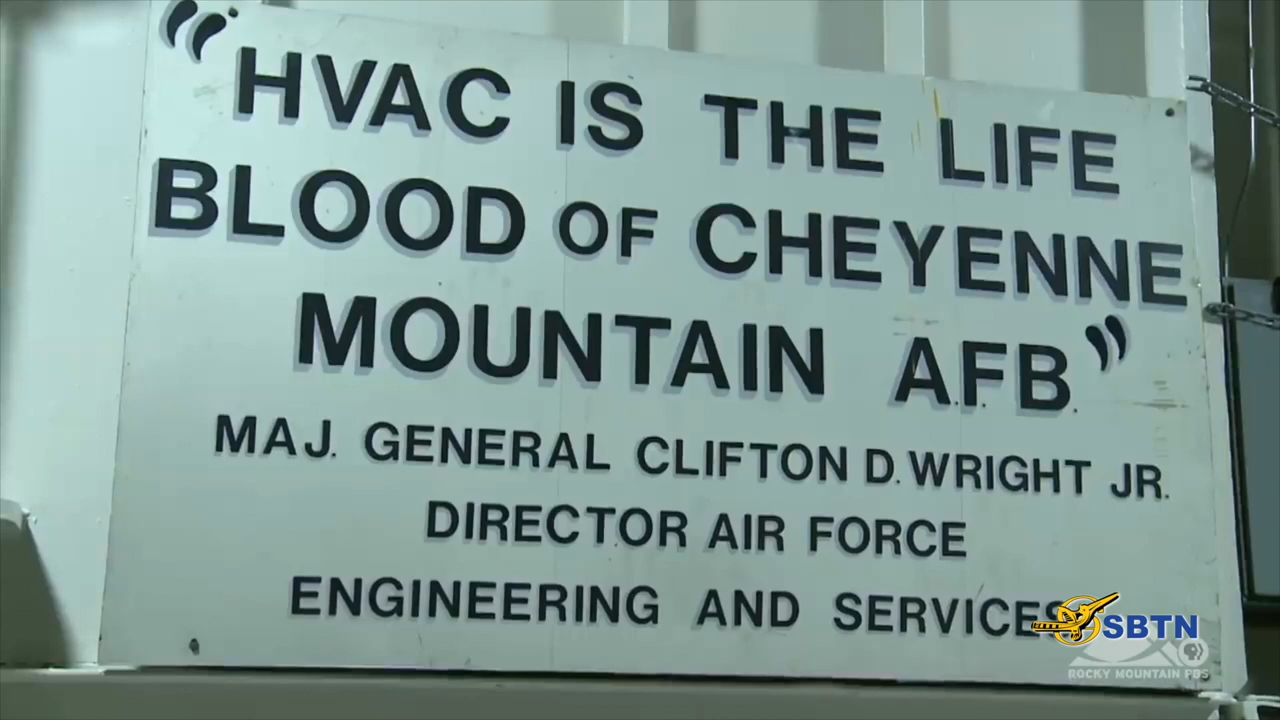 “HVAC IS THE LIFE
BLOOD OF CHEYENNE
MOUNTAIN A.F.B.”
MAJ. GENERAL CLIFTON D. WRIGHT JR.
DIRECTOR AIR FORCE
ENGINEERING AND SERVICES
SBTN
ROCKY MOUNTAIN PBS